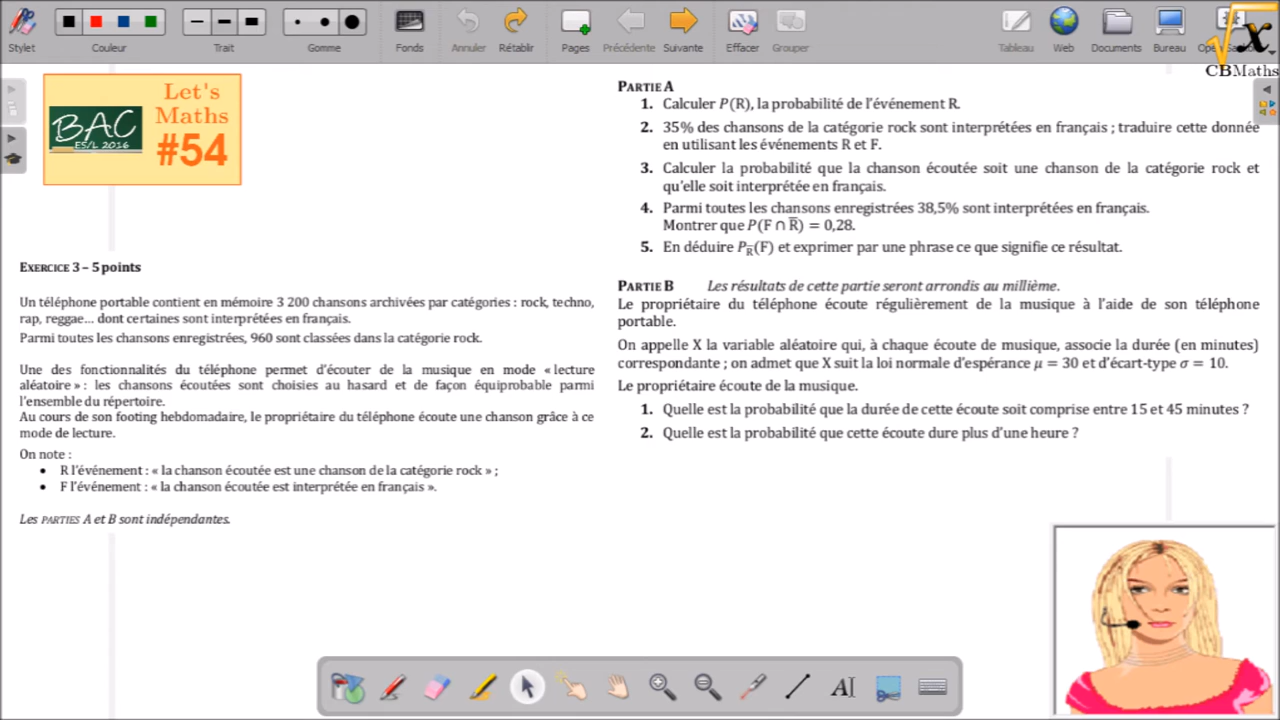 Stylet Couleur Trait Gomme Fonds Annuler Rétablir Pages Précédente Suivante Effacer Grouper Tableau Web Documents Bureau
CBMaths
Let's
Maths
#54
BAC
ES/L 2016
EXERCICE 3 – 5 points
Un téléphone portable contient en mémoire 3 200 chansons archivées par catégories : rock, techno,
rap, reggae... dont certaines sont interprétées en français.
Parmi toutes les chansons enregistrées, 960 sont classées dans la catégorie rock.
Une des fonctionnalités du téléphone permet d'écouter de la musique en mode « lecture
aléatoire » : les chansons écoutées sont choisies au hasard et de façon équiprobable parmi
l'ensemble du répertoire.
Au cours de son footing hebdomadaire, le propriétaire du téléphone écoute une chanson grâce à ce
mode de lecture.
On note :
• R l'événement : « la chanson écoutée est une chanson de la catégorie rock » ;
• F l'événement : « la chanson écoutée est interprétée en français ».
Les PARTIES A et B sont indépendantes.
PARTIE A
1. Calculer P(R), la probabilité de l'événement R.
2. 35% des chansons de la catégorie rock sont interprétées en français ; traduire cette donnée
en utilisant les événements R et F.
3. Calculer la probabilité que la chanson écoutée soit une chanson de la catégorie rock et
qu'elle soit interprétée en français.
4. Parmi toutes les chansons enregistrées 38,5% sont interprétées en français.
Montrer que P(F ∩ R̅) = 0,28.
5. En déduire P_R̅(F) et exprimer par une phrase ce que signifie ce résultat.
PARTIE B Les résultats de cette partie seront arrondis au millième.
Le propriétaire du téléphone écoute régulièrement de la musique à l'aide de son téléphone
portable.
On appelle X la variable aléatoire qui, à chaque écoute de musique, associe la durée (en minutes)
correspondante ; on admet que X suit la loi normale d'espérance μ = 30 et d'écart-type σ = 10.
Le propriétaire écoute de la musique.
1. Quelle est la probabilité que la durée de cette écoute soit comprise entre 15 et 45 minutes ?
2. Quelle est la probabilité que cette écoute dure plus d'une heure ?